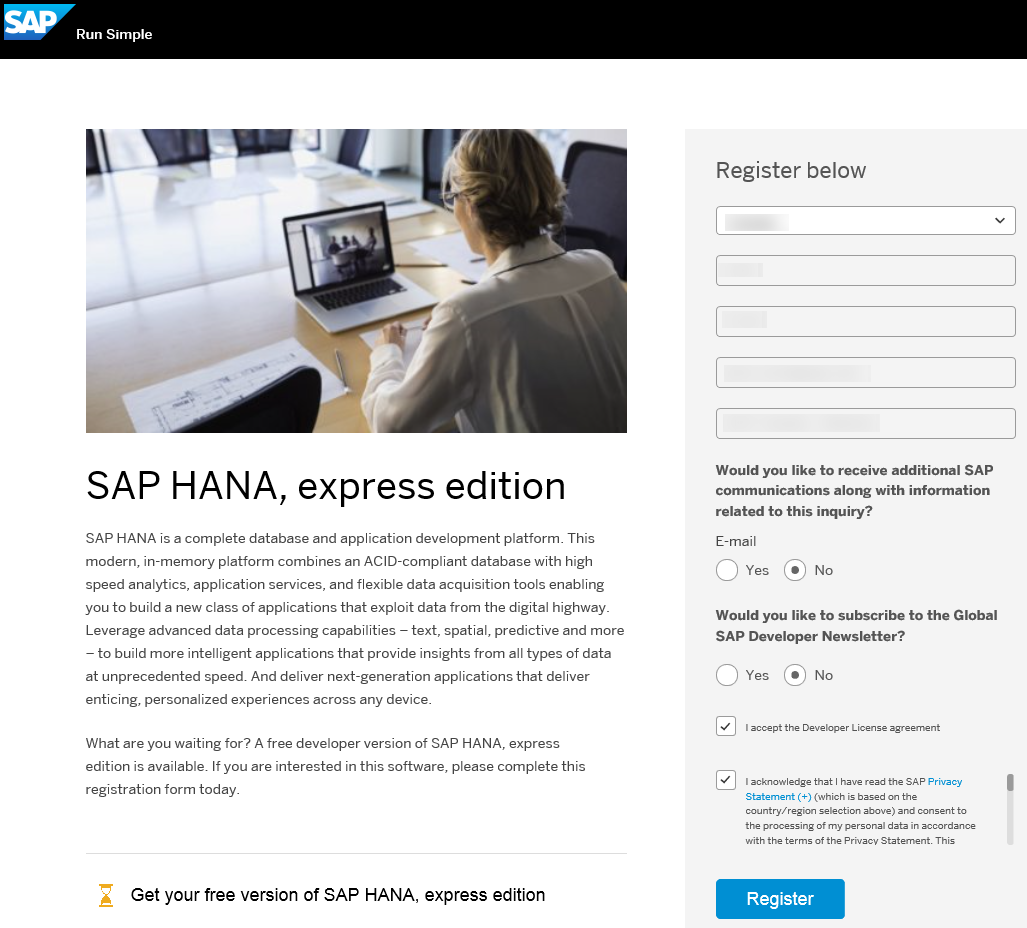 SAP
Run Simple
SAP HANA, express edition
SAP HANA is a complete database and application development platform. This
modern, in-memory platform combines an ACID-compliant database with high
speed analytics, application services, and flexible data acquisition tools enabling
you to build a new class of applications that exploit data from the digital highway.
Leverage advanced data processing capabilities – text, spatial, predictive and more
– to build more intelligent applications that provide insights from all types of data
at unprecedented speed. And deliver next-generation applications that deliver
enticing, personalized experiences across any device.
What are you waiting for? A free developer version of SAP HANA, express
edition is available. If you are interested in this software, please complete this
registration form today.
Get your free version of SAP HANA, express edition
Register below
Would you like to receive additional SAP
communications along with information
related to this inquiry?
E-mail
Yes No
Would you like to subscribe to the Global
SAP Developer Newsletter?
Yes No
I accept the Developer License agreement
I acknowledge that I have read the SAP Privacy
Statement (+) (which is based on the
country/region selection above) and consent to
the processing of my personal data in accordance
with the terms of the Privacy Statement. This
Register